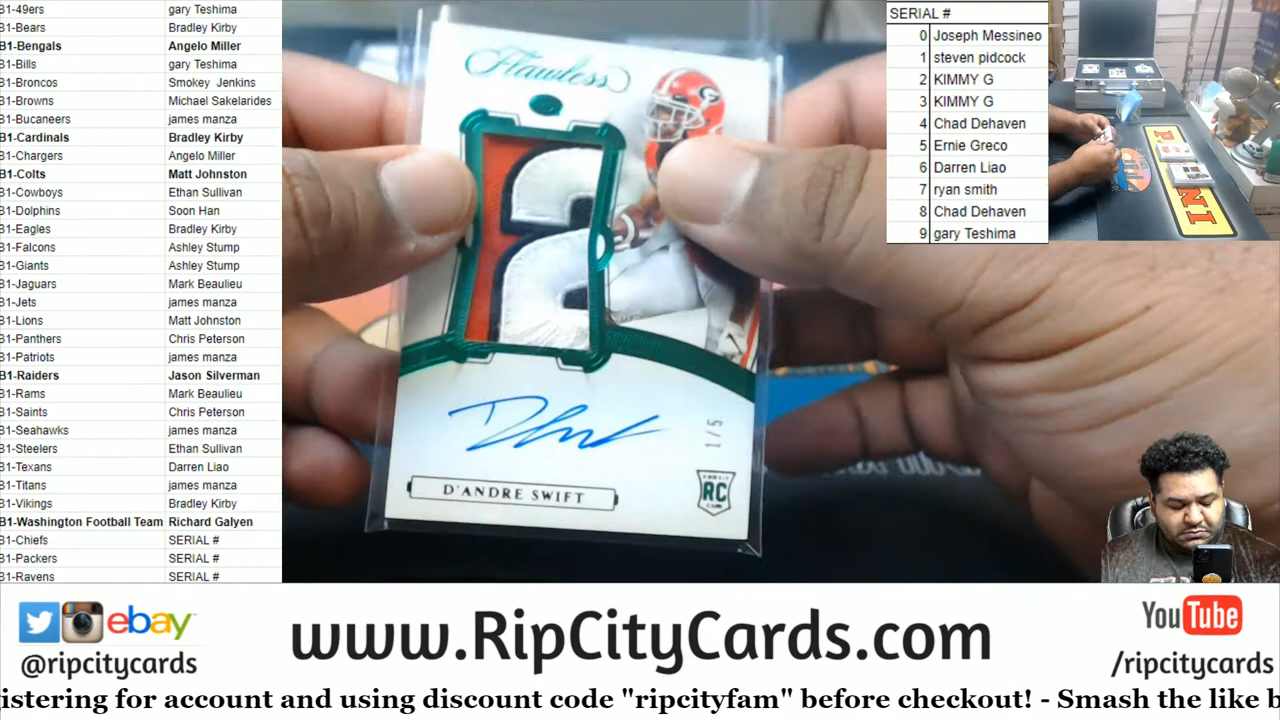 B1-49ers gary Teshima
B1-Bears Bradley Kirby
B1-Bengals Angelo Miller
B1-Bills gary Teshima
B1-Broncos Smokey Jenkins
B1-Browns Michael Sakelarides
B1-Bucaneers james manza
B1-Cardinals Bradley Kirby
B1-Chargers Angelo Miller
B1-Colts Matt Johnston
B1-Cowboys Ethan Sullivan
B1-Dolphins Soon Han
B1-Eagles Bradley Kirby
B1-Falcons Ashley Stump
B1-Giants Ashley Stump
B1-Jaguars Mark Beaulieu
B1-Jets james manza
B1-Lions Matt Johnston
B1-Panthers Chris Peterson
B1-Patriots james manza
B1-Raiders Jason Silverman
B1-Rams Mark Beaulieu
B1-Saints Chris Peterson
B1-Seahawks james manza
B1-Steelers Ethan Sullivan
B1-Texans Darren Liao
B1-Titans james manza
B1-Vikings Bradley Kirby
B1-Washington Football Team Richard Galyen
B1-Chiefs SERIAL #
B1-Packers SERIAL #
B1-Ravens SERIAL #
Flawless
G
2
1/5
D'ANDRE SWIFT
RC
SERIAL #
0 Joseph Messineo
1 steven pidcock
2 KIMMY G
3 KIMMY G
4 Chad Dehaven
5 Ernie Greco
6 Darren Liao
7 ryan smith
8 Chad Dehaven
9 gary Teshima
ebay
@ripcitycards
www.RipCityCards.com
YouTube
/ripcitycards
istering for account and using discount code "ripcityfam" before checkout! - Smash the like b